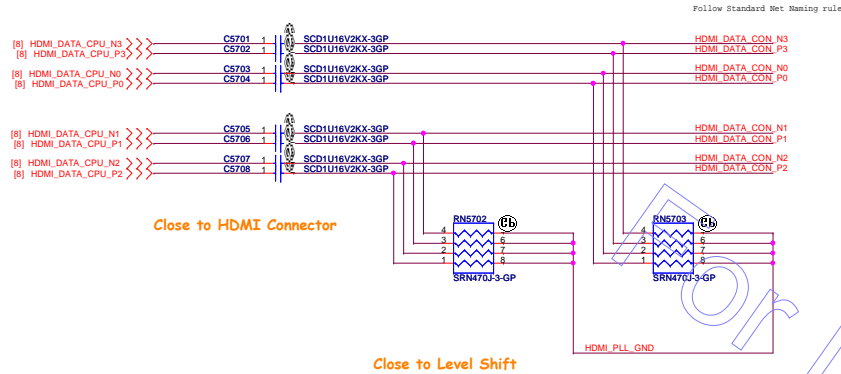 Follow Standard Net Naming rule
[8] HDMI_DATA_CPU_N3 C5701 1 SCD1U16V2KX-3GP HDMI_DATA_CON_N3
[8] HDMI_DATA_CPU_P3 C5702 1 SCD1U16V2KX-3GP HDMI_DATA_CON_P3
[8] HDMI_DATA_CPU_N0 C5703 1 SCD1U16V2KX-3GP HDMI_DATA_CON_N0
[8] HDMI_DATA_CPU_P0 C5704 1 SCD1U16V2KX-3GP HDMI_DATA_CON_P0
[8] HDMI_DATA_CPU_N1 C5705 1 SCD1U16V2KX-3GP HDMI_DATA_CON_N1
[8] HDMI_DATA_CPU_P1 C5706 1 SCD1U16V2KX-3GP HDMI_DATA_CON_P1
[8] HDMI_DATA_CPU_N2 C5707 1 SCD1U16V2KX-3GP HDMI_DATA_CON_N2
[8] HDMI_DATA_CPU_P2 C5708 1 SCD1U16V2KX-3GP HDMI_DATA_CON_P2
Close to HDMI Connector
RN5702 RN5703
4 4
3 6 3 6
2 7 2 7
1 8 1 8
SRN470J-3-GP SRN470J-3-GP
HDMI_PLL_GND
Close to Level Shift